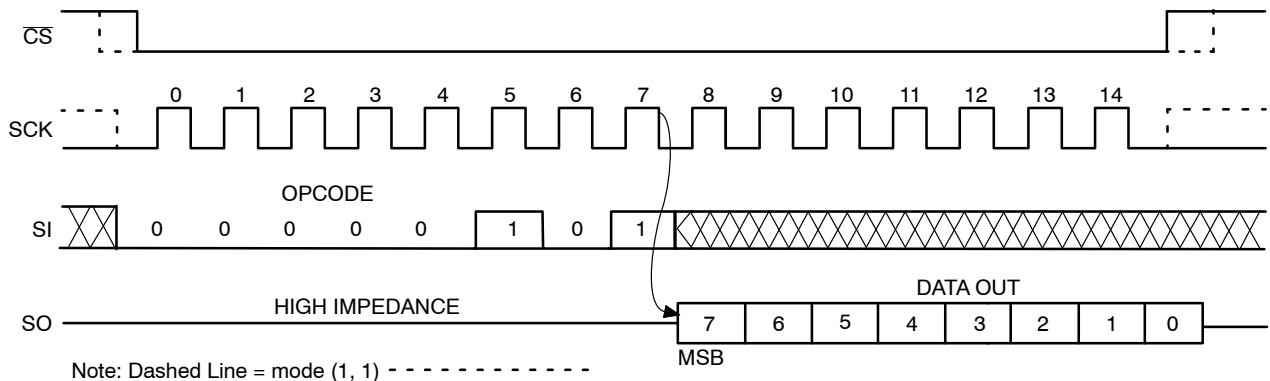 CS
0 1 2 3 4 5 6 7 8 9 10 11 12 13 14
SCK
OPCODE
SI 0 0 0 0 0 1 0 1
DATA OUT
HIGH IMPEDANCE
SO 7 6 5 4 3 2 1 0
MSB
Note: Dashed Line = mode (1, 1)